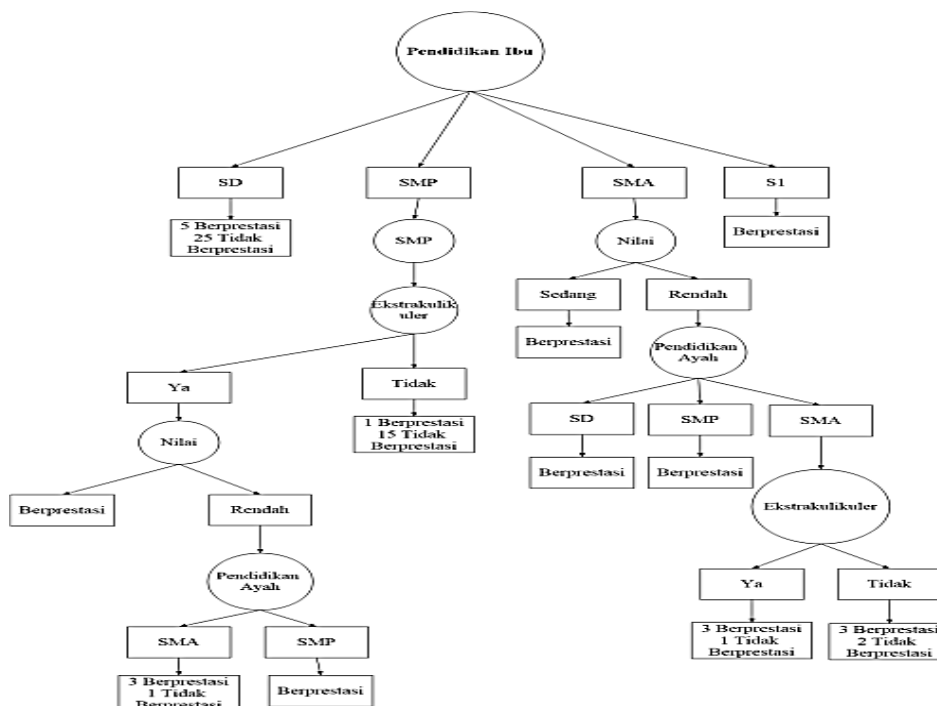 Pendidikan Ibu
SD
SMP
SMA
S1
5 Berprestasi
25 Tidak
Berprestasi
SMP
Nilai
Berprestasi
Ekstrakulik
uler
Sedang
Rendah
Berprestasi
Pendidikan
Ayah
Ya
Tidak
1 Berprestasi
15 Tidak
Berprestasi
SD
SMP
SMA
Nilai
Berprestasi
Berprestasi
Berprestasi
Rendah
Ekstrakulikuler
Pendidikan
Ayah
Ya
Tidak
SMA
SMP
3 Berprestasi
1 Tidak
Berprestasi
3 Berprestasi
2 Tidak
Berprestasi
3 Berprestasi
1 Tidak
Berprestasi
Berprestasi